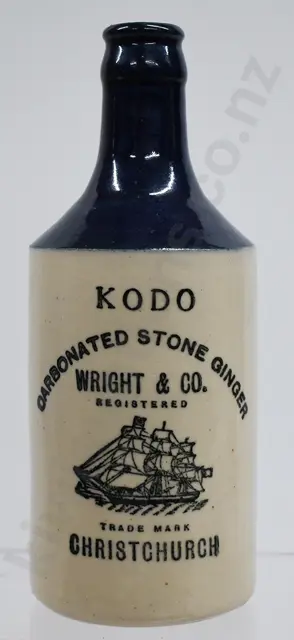 KODO
CARBONATED STONE GINGER
WRIGHT & CO.
REGISTERED
TRADE MARK
CHRISTCHURCH